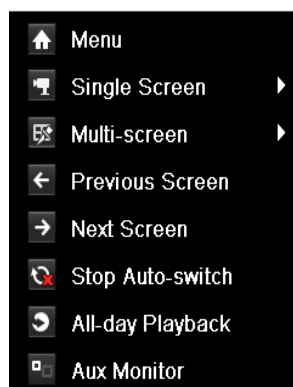 Menu
Single Screen
Multi-screen
Previous Screen
Next Screen
Stop Auto-switch
All-day Playback
Aux Monitor